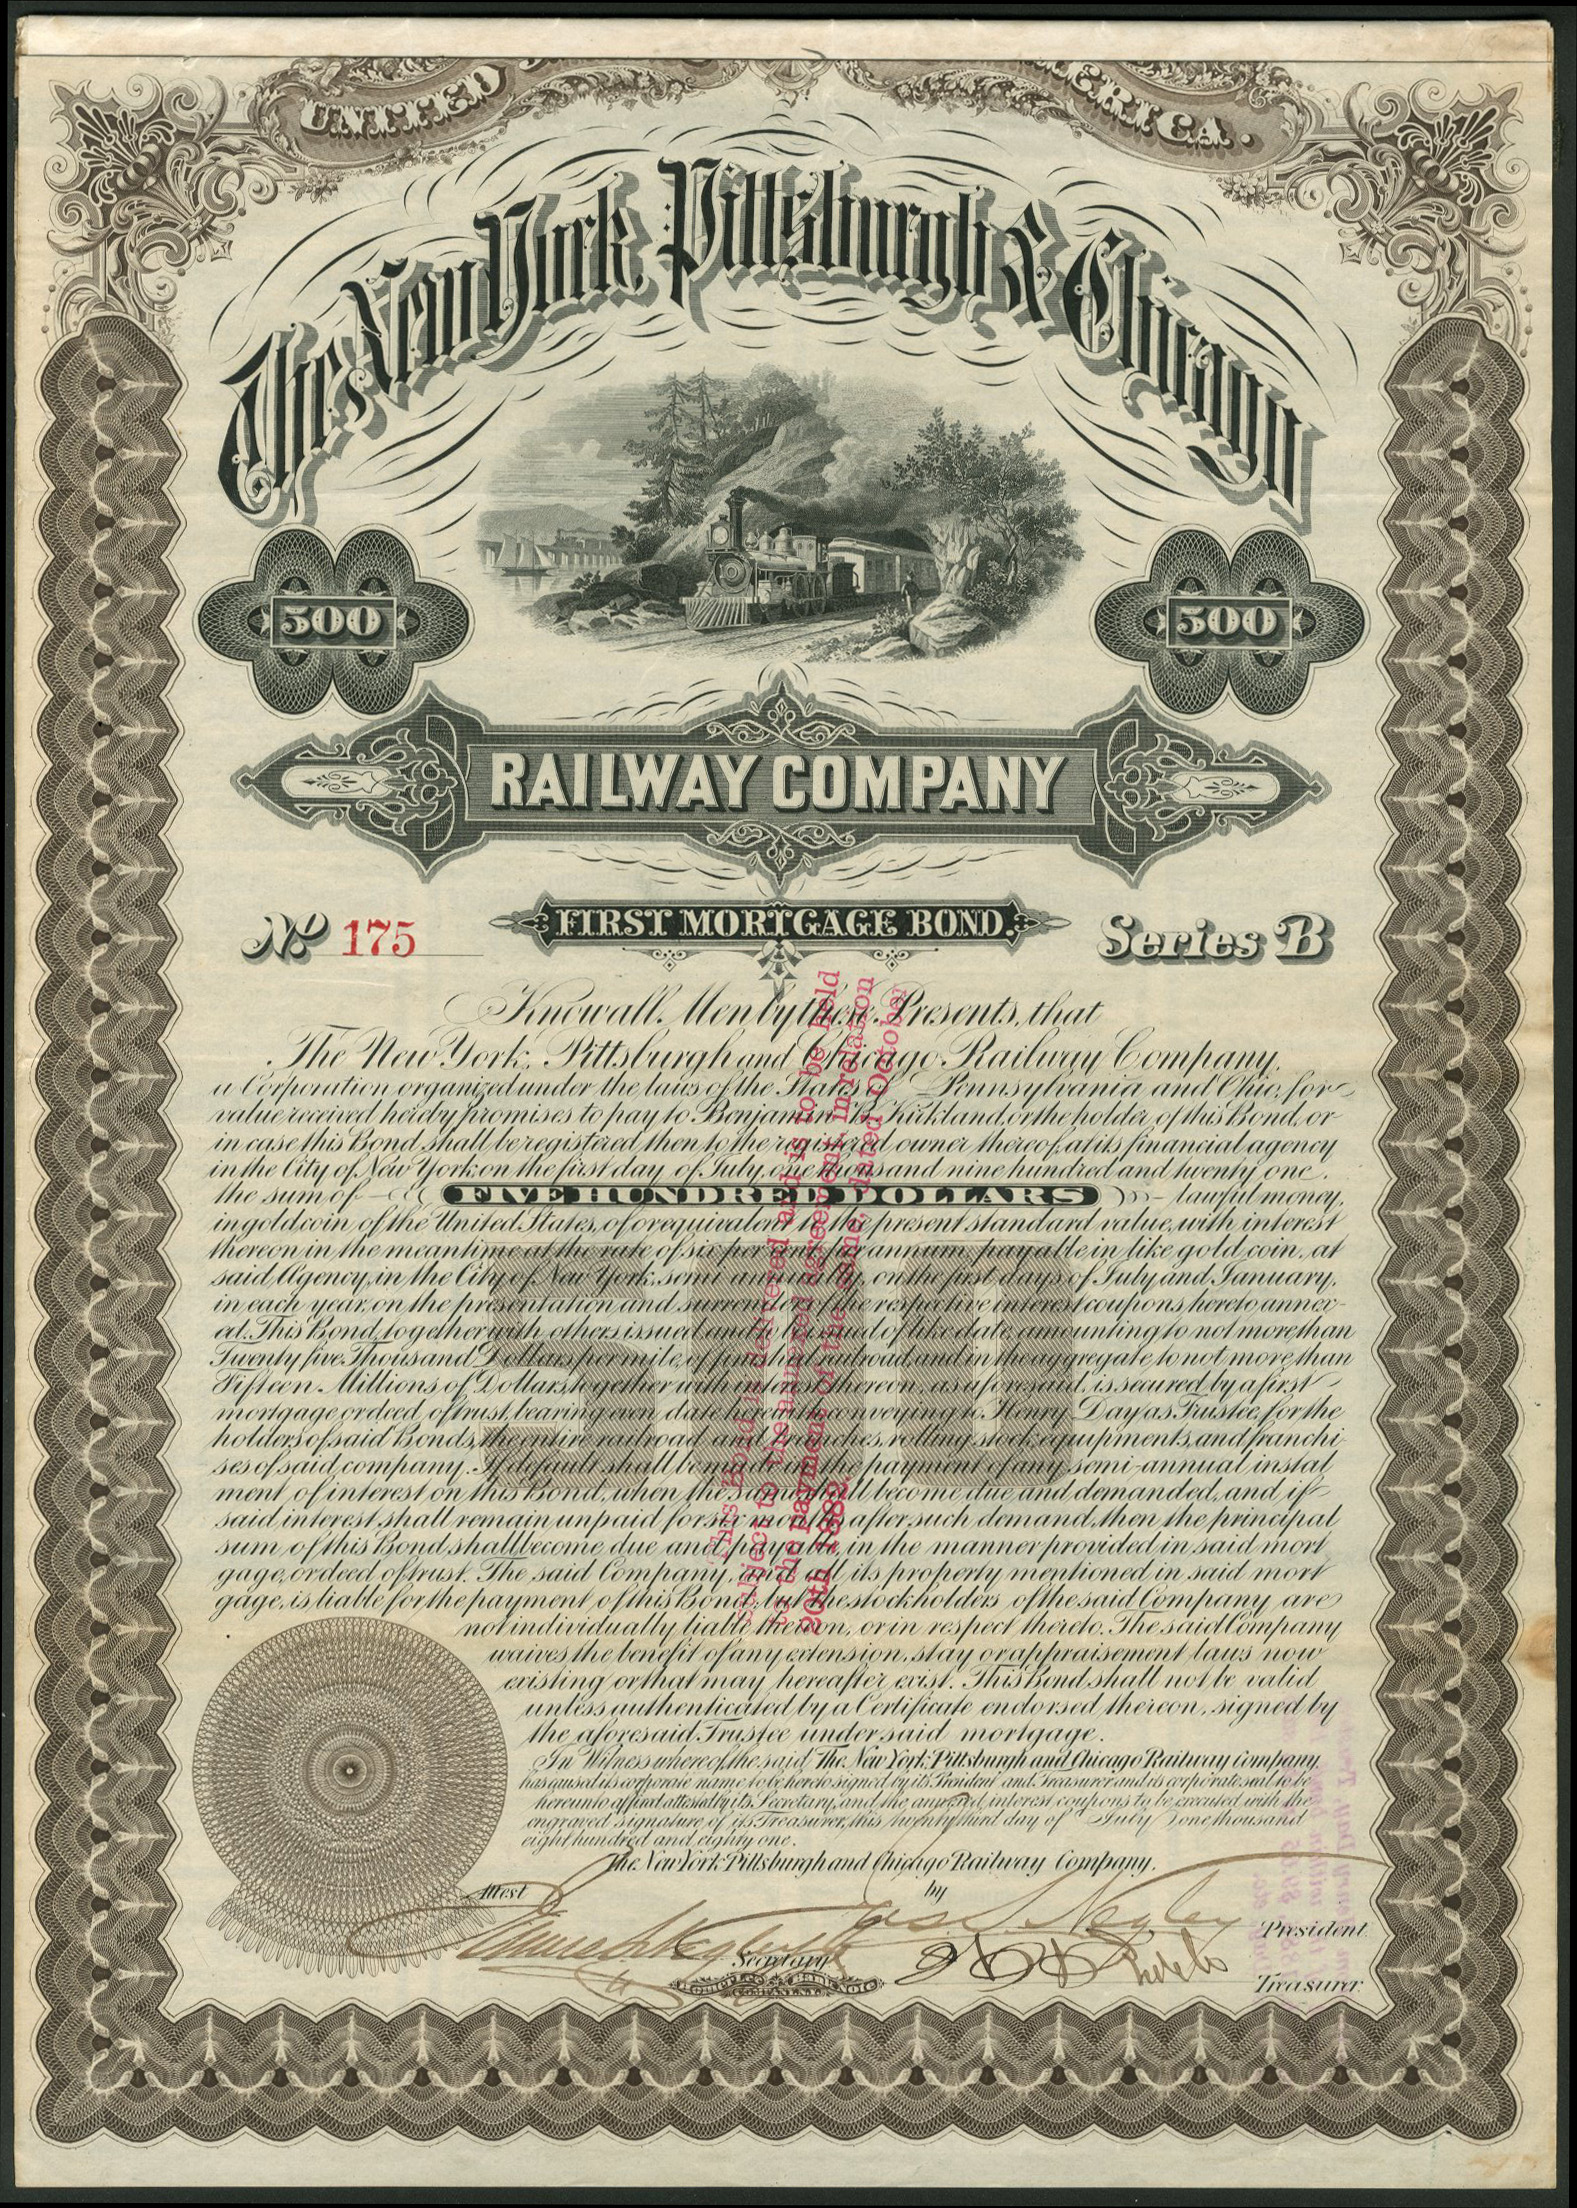 UNITED
AMERICA.
The New York Pittsburgh & Chicago
500
500
RAILWAY COMPANY
No 175
FIRST MORTGAGE BOND.
Series B
Know all Men by these Presents, that
The New York, Pittsburgh and Chicago Railway Company,
a Corporation organized under the laws of the States of Pennsylvania and Ohio, for
value received hereby promises to pay to Benjamin B. Kirkland, or the holder of this Bond, or
in case this Bond shall be registered then to the registered owner thereof, at its financial agency
in the City of New York on the first day of July, one thousand nine hundred and twenty one.
the sum of FIVE HUNDRED DOLLARS lawful money,
in gold coin of the United States, of or equivalent to the present standard value, with interest
thereon in the meantime at the rate of six per cent per annum, payable in like gold coin, at
said Agency, in the City of New York, semi annually, on the first days of July and January,
in each year, on the presentation and surrender of the respective interest coupons hereto annex-
ed. This Bond, together with others issued and to be issued of like date, amounting to not more than
Twenty five Thousand Dollars per mile, of finished railroad, and in the aggregate to not more than
Fifteen Millions of Dollars, together with interest thereon, as aforesaid, is secured by a first
mortgage or deed of trust, bearing even date herewith conveying to Henry Day as Trustee, for the
holders of said Bonds, the entire railroad and branches, rolling stock, equipments, and franchi-
ses of said company. If default shall be made in the payment of any semi-annual instal
ment of interest on this Bond, when the same shall become due and demanded, and if
said interest shall remain unpaid for six months after such demand, then the principal
sum of this Bond shall become due and payable, in the manner provided in said mort
gage, or deed of trust. The said Company, and all its property mentioned in said mort
gage, is liable for the payment of this Bond; but the stockholders of the said Company are
not individually liable thereon, or in respect thereto. The said Company
waives the benefit of any extension, stay or appraisement laws now
existing or that may hereafter exist. This Bond shall not be valid
unless authenticated by a Certificate endorsed thereon, signed by
the aforesaid Trustee under said mortgage.
In Witness whereof, the said The New York Pittsburgh and Chicago Railway Company
has caused its corporate name to be hereto signed by its President and Treasurer and its corporate seal to be
hereunto affixed, attested by its Secretary, and the annexed interest coupons to be executed with the
engraved signature of its Treasurer, this twenty third day of July one thousand
eight hundred and eighty one.
The New York Pittsburgh and Chicago Railway Company.
Attest
by
Jas S. Negley
President
Secretary
Treasurer
This Bond is delivered and is to be held
subject to the annexed agreement in relation
to the payment of the same, dated October
20th 1882.
500